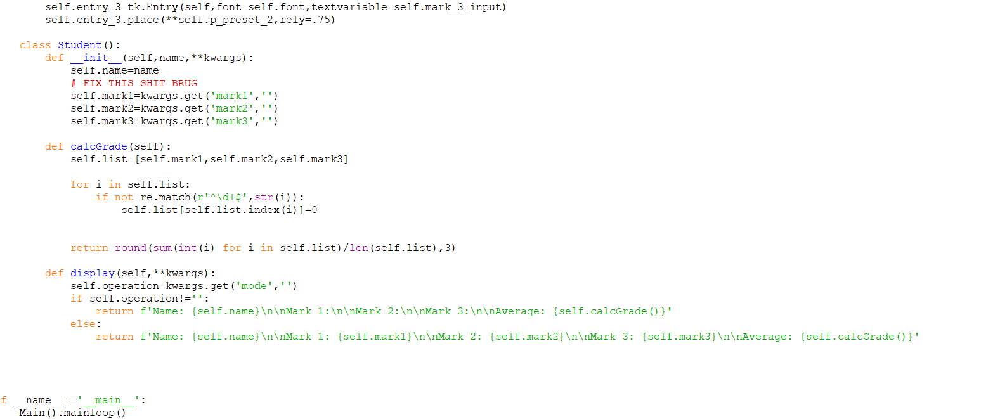 self.entry_3=tk.Entry(self,font=self.font,textvariable=self.mark_3_input)
self.entry_3.place(**self.p_preset_2,rely=.75)
class Student():
def __init__(self,name,**kwargs):
self.name=name
# FIX THIS SHIT BRUG
self.mark1=kwargs.get('mark1','')
self.mark2=kwargs.get('mark2','')
self.mark3=kwargs.get('mark3','')
def calcGrade(self):
self.list=[self.mark1,self.mark2,self.mark3]
for i in self.list:
if not re.match(r'^\d+$',str(i)):
self.list[self.list.index(i)]=0
return round(sum(int(i) for i in self.list)/len(self.list),3)
def display(self,**kwargs):
self.operation=kwargs.get('mode','')
if self.operation!='':
return f'Name: {self.name}\n\nMark 1:\n\nMark 2:\n\nMark 3:\n\nAverage: {self.calcGrade()}'
else:
return f'Name: {self.name}\n\nMark 1: {self.mark1}\n\nMark 2: {self.mark2}\n\nMark 3: {self.mark3}\n\nAverage: {self.calcGrade()}'
f __name__=='__main__':
Main().mainloop()